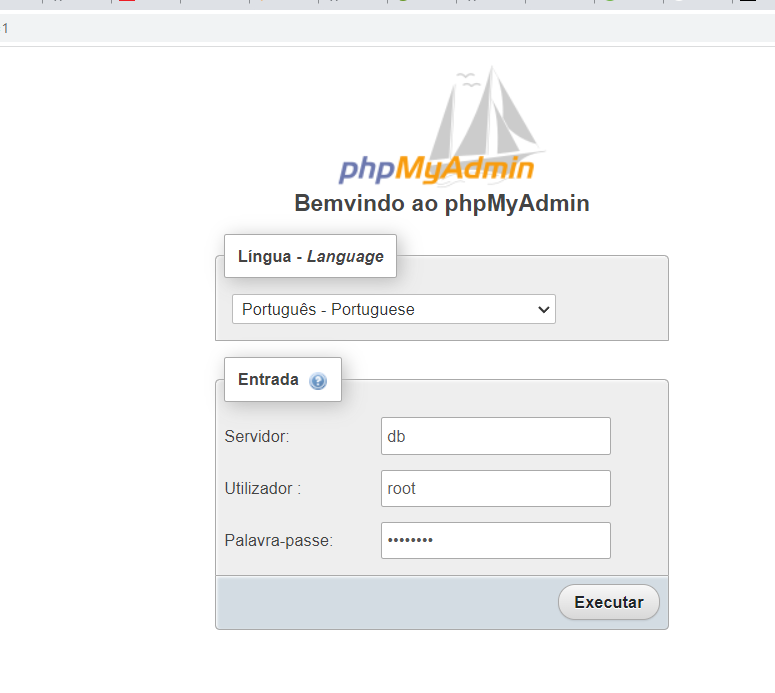 1
phpMyAdmin
Bemvindo ao phpMyAdmin
Língua - Language
Português - Portuguese
Entrada
Servidor: db
Utilizador : root
Palavra-passe: ••••••••
Executar